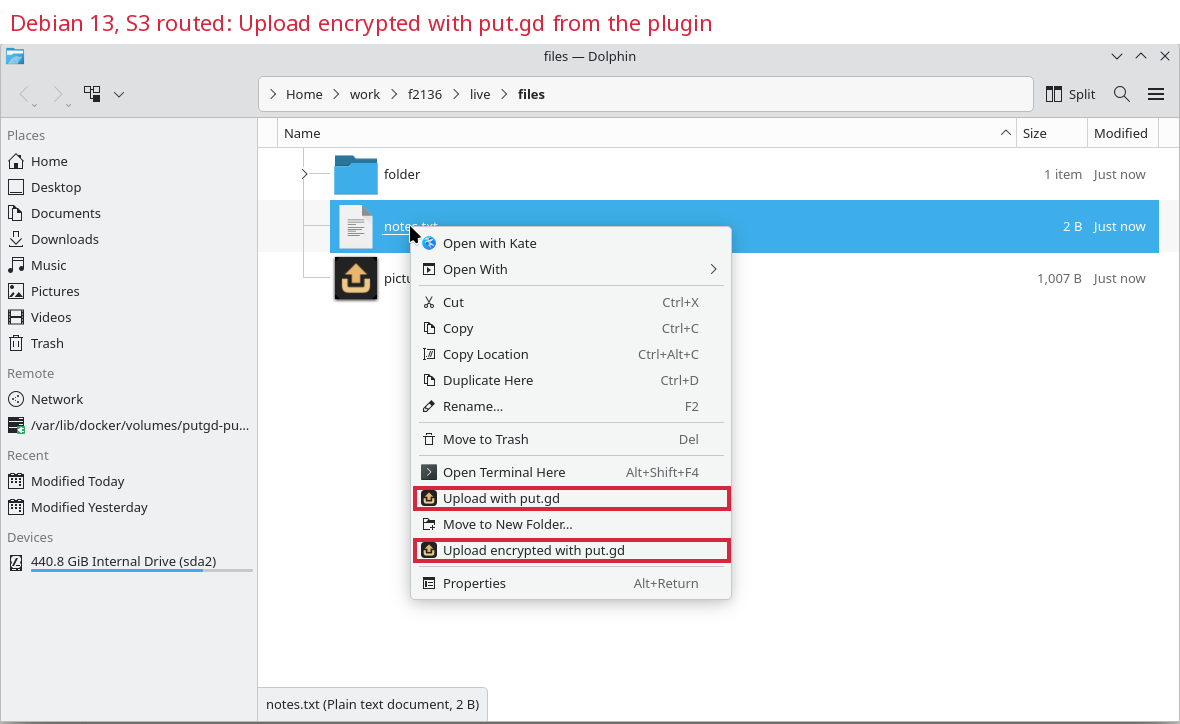 Debian 13, S3 routed: Upload encrypted with put.gd from the plugin
files — Dolphin
Home > work > f2136 > live > files
Split
Places
Home
Desktop
Documents
Downloads
Music
Pictures
Videos
Trash
Remote
Network
/var/lib/docker/volumes/putgd-pu...
Recent
Modified Today
Modified Yesterday
Devices
440.8 GiB Internal Drive (sda2)
Name Size Modified
folder 1 item Just now
notes.txt 2 B Just now
1,007 B Just now
Open with Kate
Open With
Cut Ctrl+X
Copy Ctrl+C
Copy Location Ctrl+Alt+C
Duplicate Here Ctrl+D
Rename... F2
Move to Trash Del
Open Terminal Here Alt+Shift+F4
Upload with put.gd
Move to New Folder...
Upload encrypted with put.gd
Properties Alt+Return
notes.txt (Plain text document, 2 B)